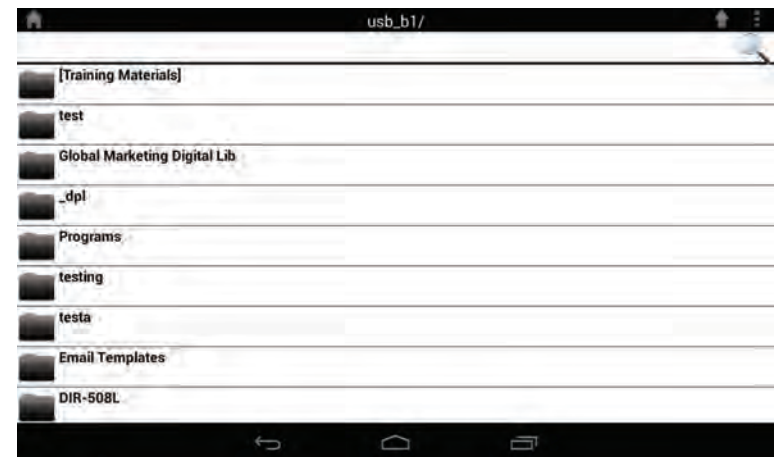 usb_b1/
[Training Materials]
test
Global Marketing Digital Lib
_dpl
Programs
testing
testa
Email Templates
DIR-508L